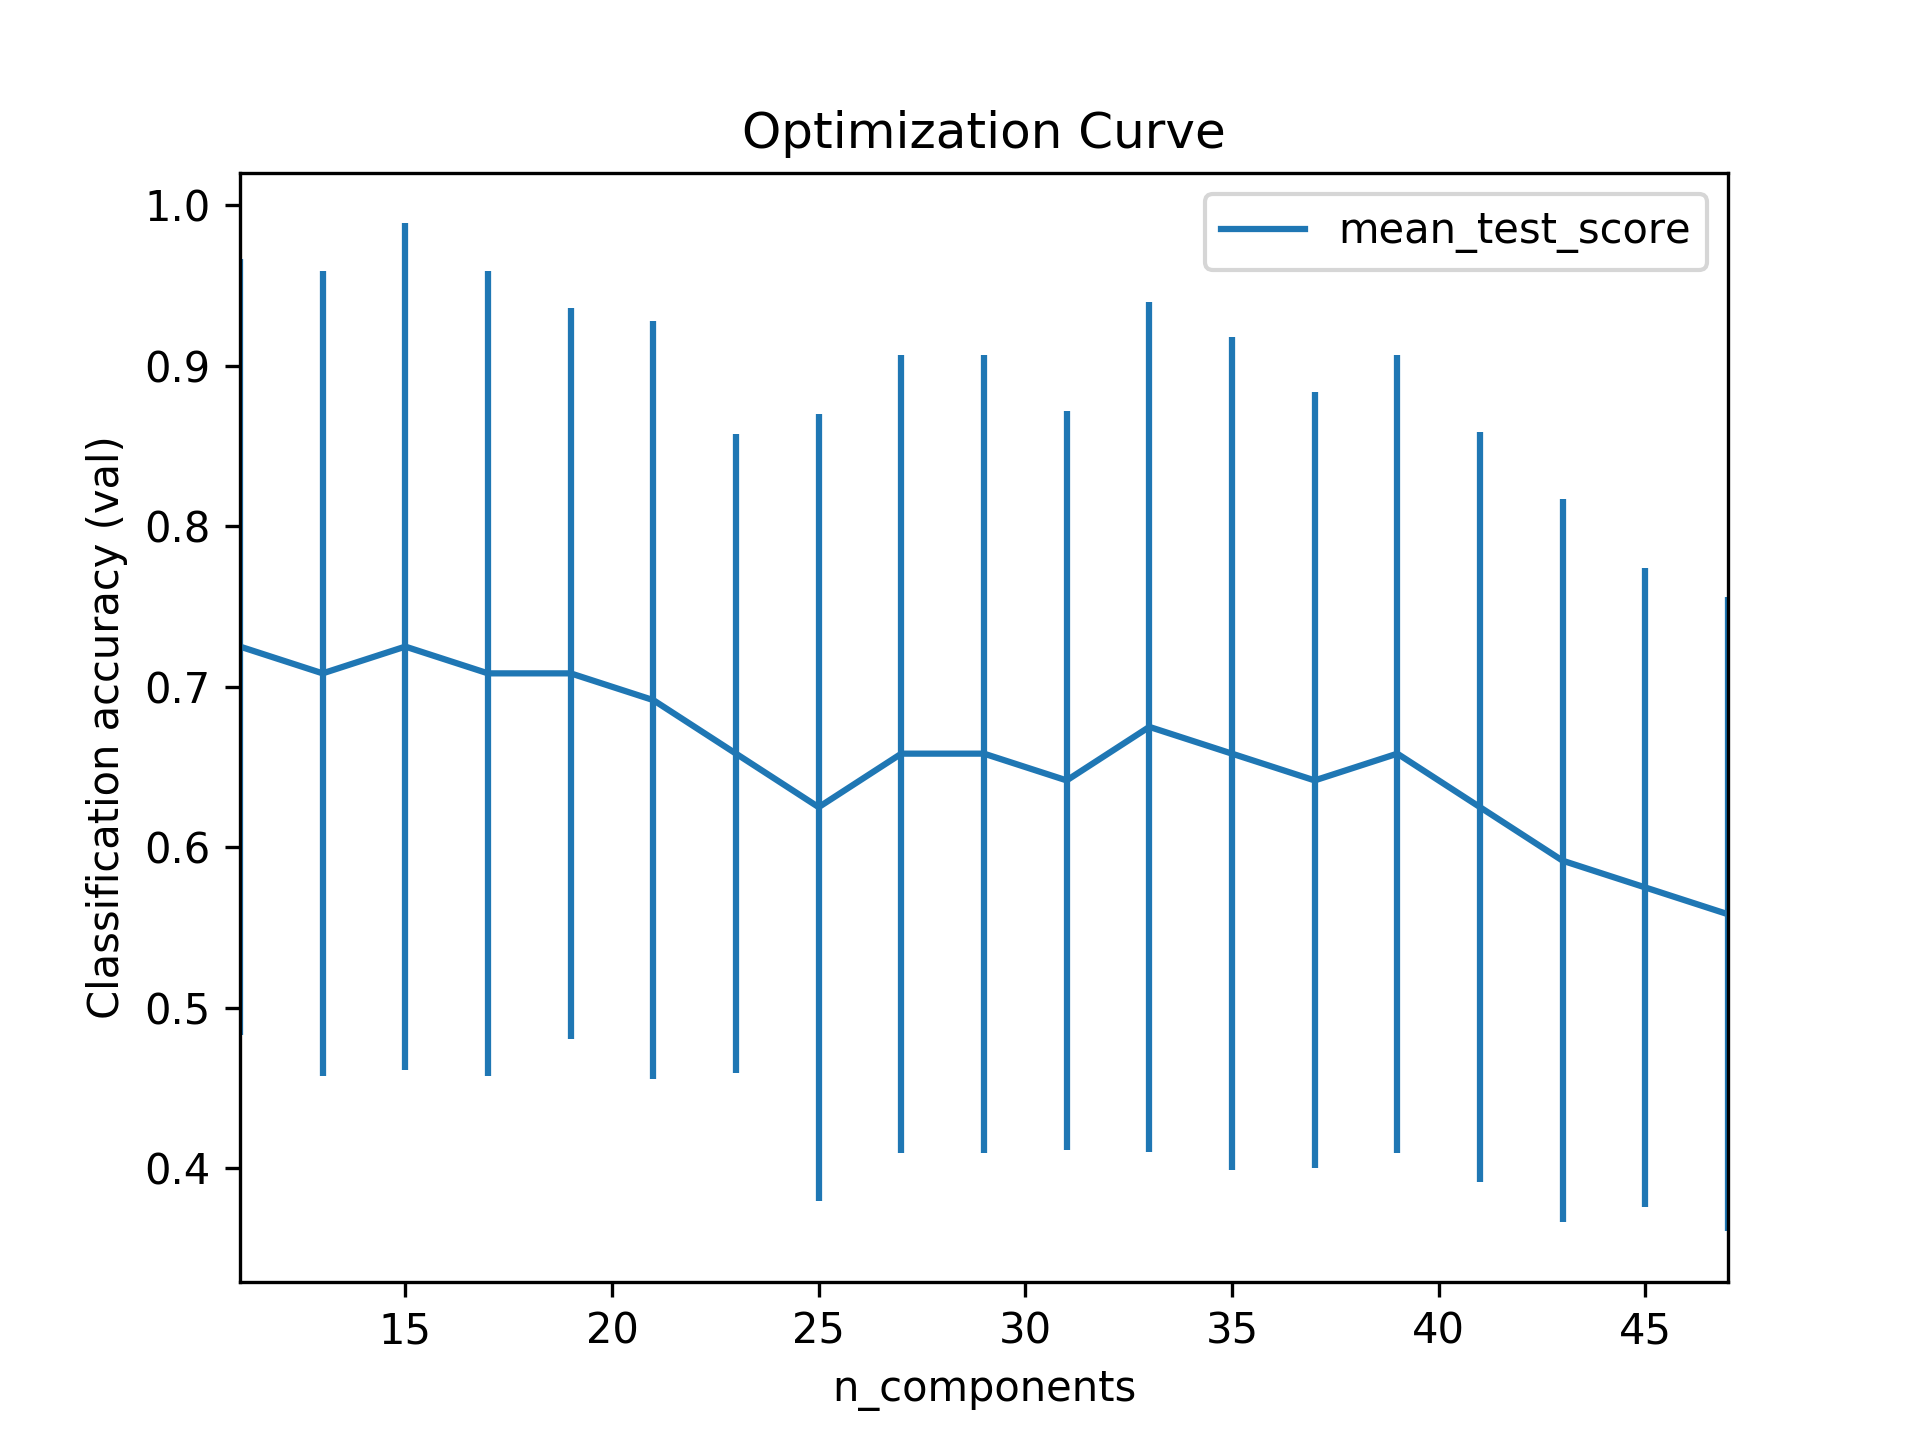 Optimization Curve
mean_test_score
Classification accuracy (val)
1.0
0.9
0.8
0.7
0.6
0.5
0.4
15 20 25 30 35 40 45
n_components